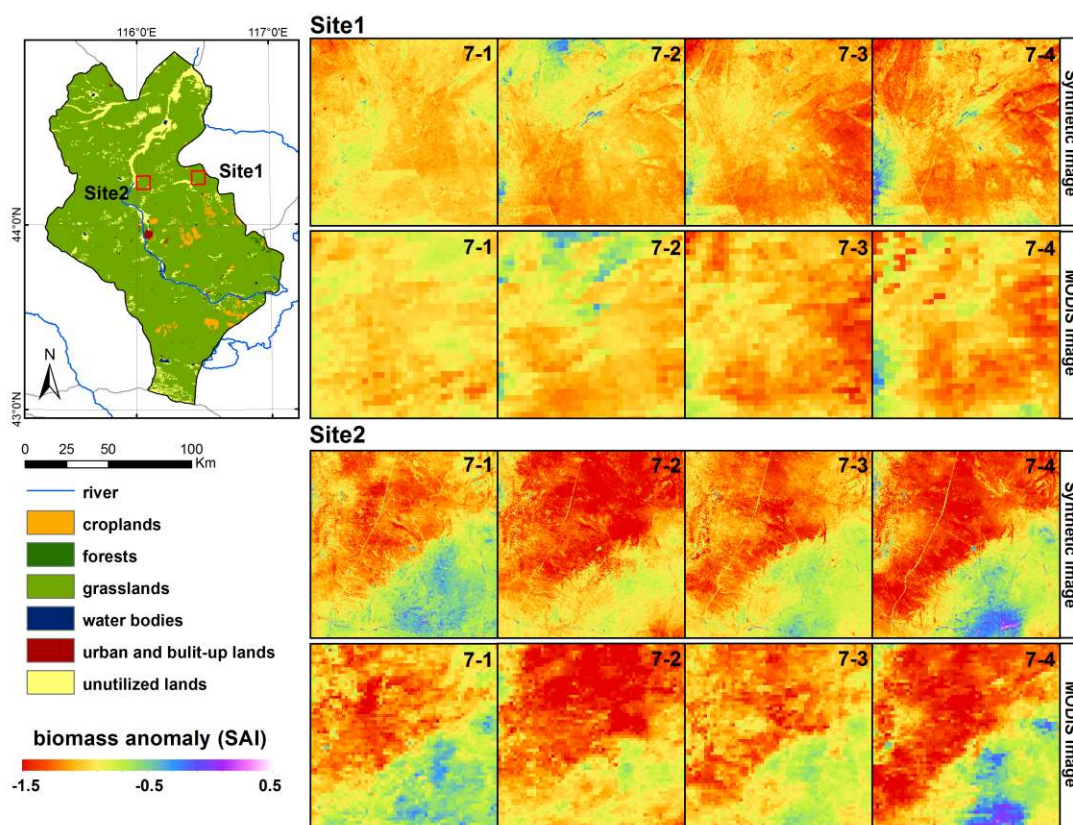 116°0'E 117°0'E
Site1
Site2
44°0'N
43°0'N
N
0 25 50 100
Km
river
croplands
forests
grasslands
water bodies
urban and bulit-up lands
unutilized lands
biomass anomaly (SAI)
-1.5 -0.5 0.5
Site1
7-1 7-2 7-3 7-4
Synthetic image
7-1 7-2 7-3 7-4
MODIS image
Site2
7-1 7-2 7-3 7-4
Synthetic image
7-1 7-2 7-3 7-4
MODIS image